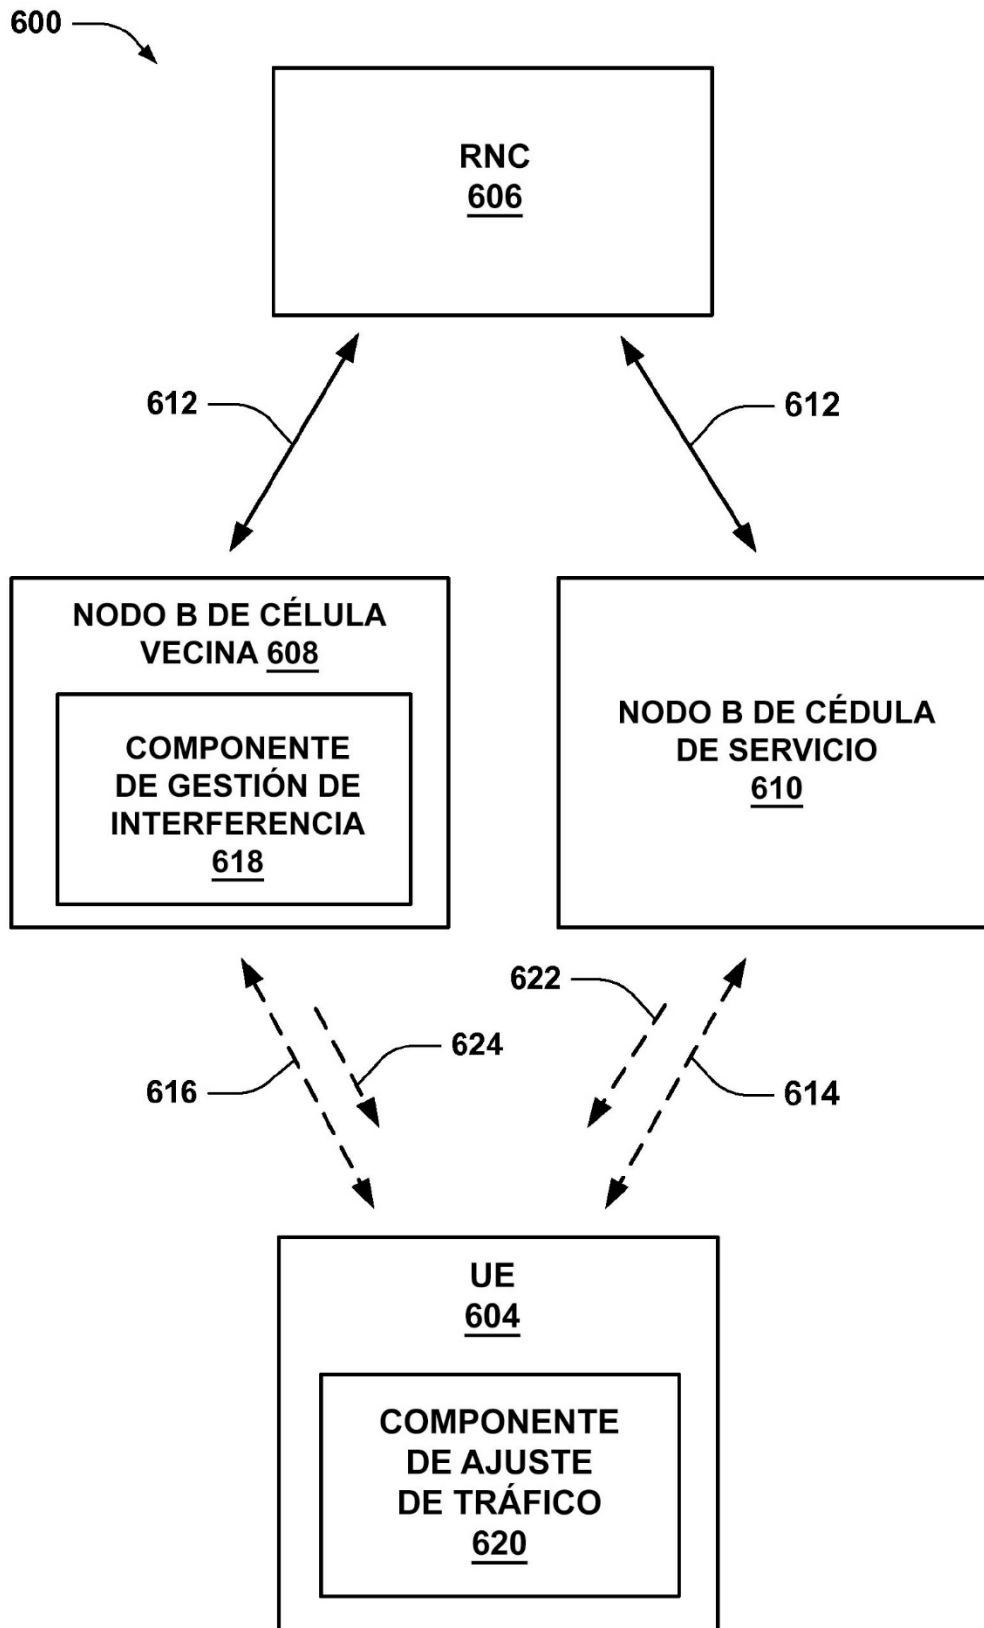 600
RNC
606
612
612
NODO B DE CÉLULA
VECINA 608
COMPONENTE
DE GESTIÓN DE
INTERFERENCIA
618
NODO B DE CÉDULA
DE SERVICIO
610
622
624
616
614
UE
604
COMPONENTE
DE AJUSTE
DE TRÁFICO
620